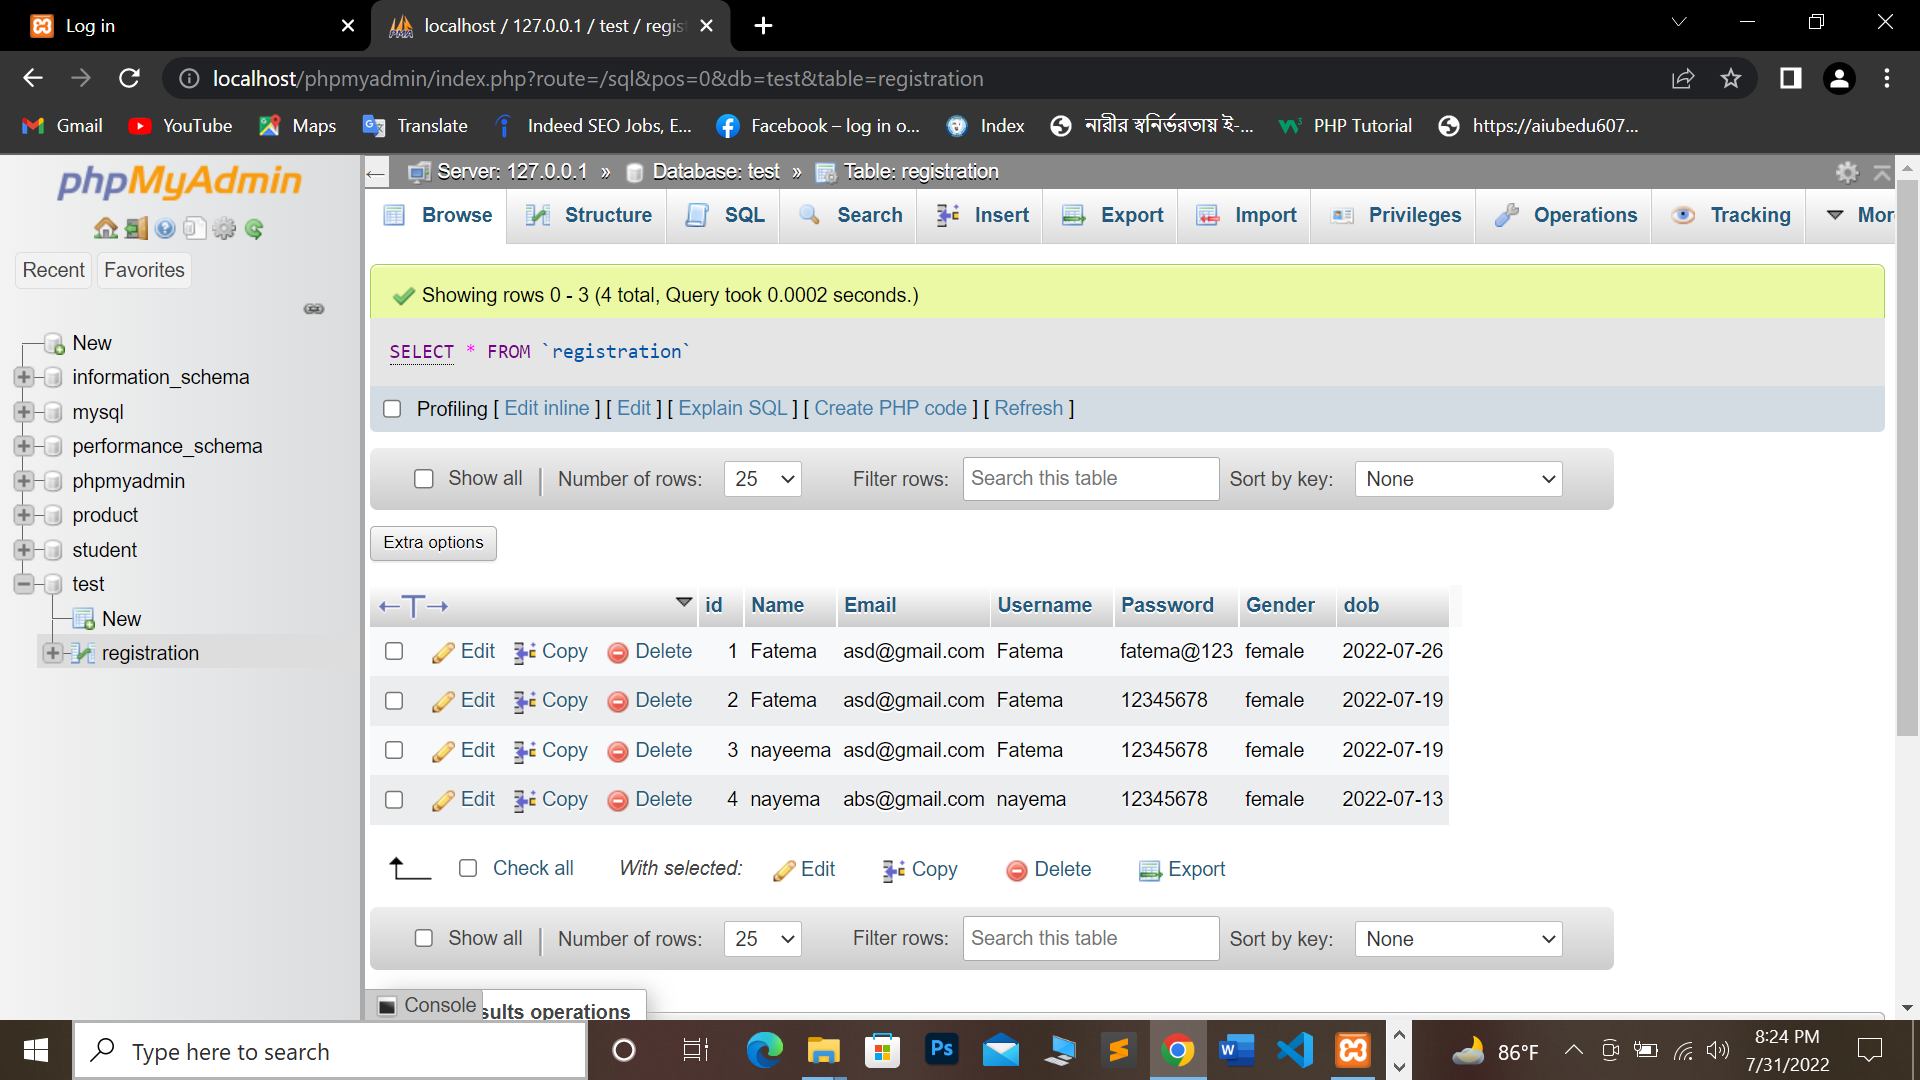 Log in
localhost / 127.0.0.1 / test / regis
localhost/phpmyadmin/index.php?route=/sql&pos=0&db=test&table=registration
Gmail YouTube Maps Translate Indeed SEO Jobs, E... Facebook – log in o... Index নারীর স্বনির্ভরতায় ই-... PHP Tutorial https://aiubedu607...
phpMyAdmin
Recent Favorites
New
information_schema
mysql
performance_schema
phpmyadmin
product
student
test
New
registration
Server: 127.0.0.1 » Database: test » Table: registration
Browse Structure SQL Search Insert Export Import Privileges Operations Tracking Mor
Showing rows 0 - 3 (4 total, Query took 0.0002 seconds.)
SELECT * FROM `registration`
Profiling [ Edit inline ] [ Edit ] [ Explain SQL ] [ Create PHP code ] [ Refresh ]
Show all Number of rows: 25 Filter rows: Search this table Sort by key: None
Extra options
id Name Email Username Password Gender dob
Edit Copy Delete 1 Fatema asd@gmail.com Fatema fatema@123 female 2022-07-26
Edit Copy Delete 2 Fatema asd@gmail.com Fatema 12345678 female 2022-07-19
Edit Copy Delete 3 nayeema asd@gmail.com Fatema 12345678 female 2022-07-19
Edit Copy Delete 4 nayema abs@gmail.com nayema 12345678 female 2022-07-13
Check all With selected: Edit Copy Delete Export
Show all Number of rows: 25 Filter rows: Search this table Sort by key: None
Console sults operations
Type here to search
Ps
86°F
8:24 PM
7/31/2022